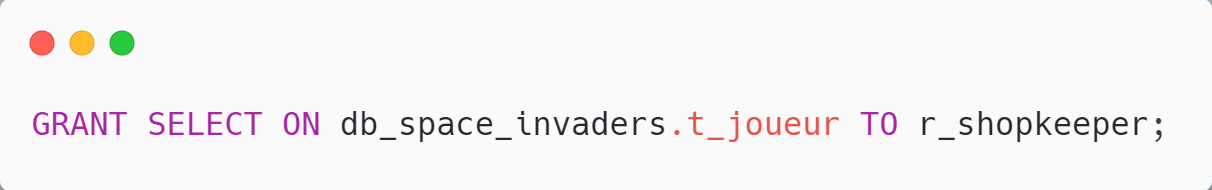 GRANT SELECT ON db_space_invaders.t_joueur TO r_shopkeeper;